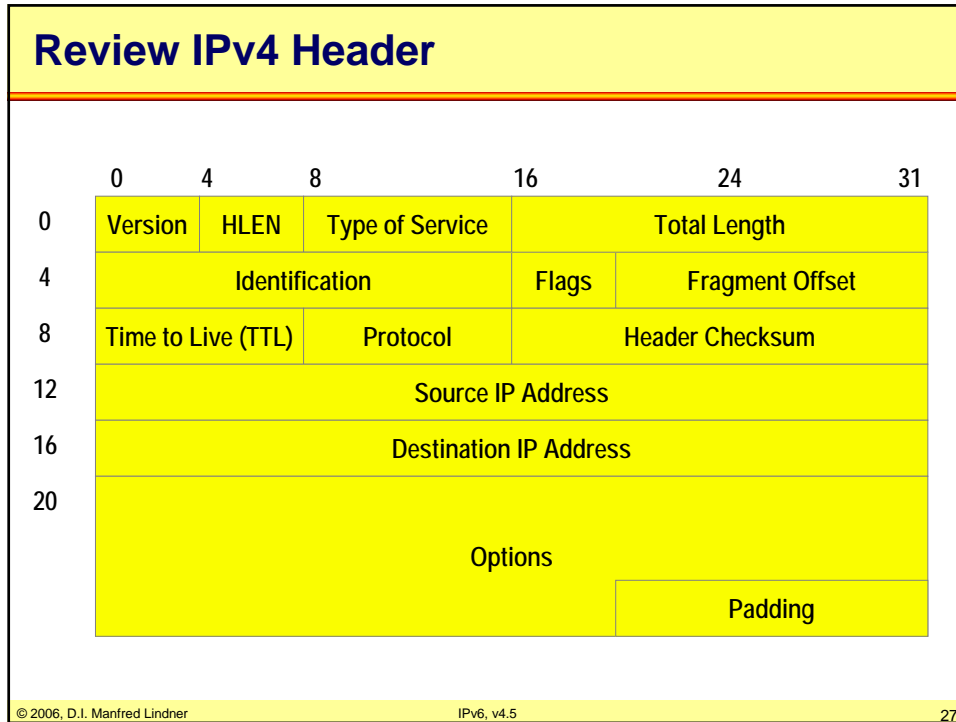 Review IPv4 Header
0 4 8 16 24 31
0 Version HLEN Type of Service Total Length
4 Identification Flags Fragment Offset
8 Time to Live (TTL) Protocol Header Checksum
12 Source IP Address
16 Destination IP Address
20
Options
Padding
© 2006, D.I. Manfred Lindner IPv6, v4.5 27